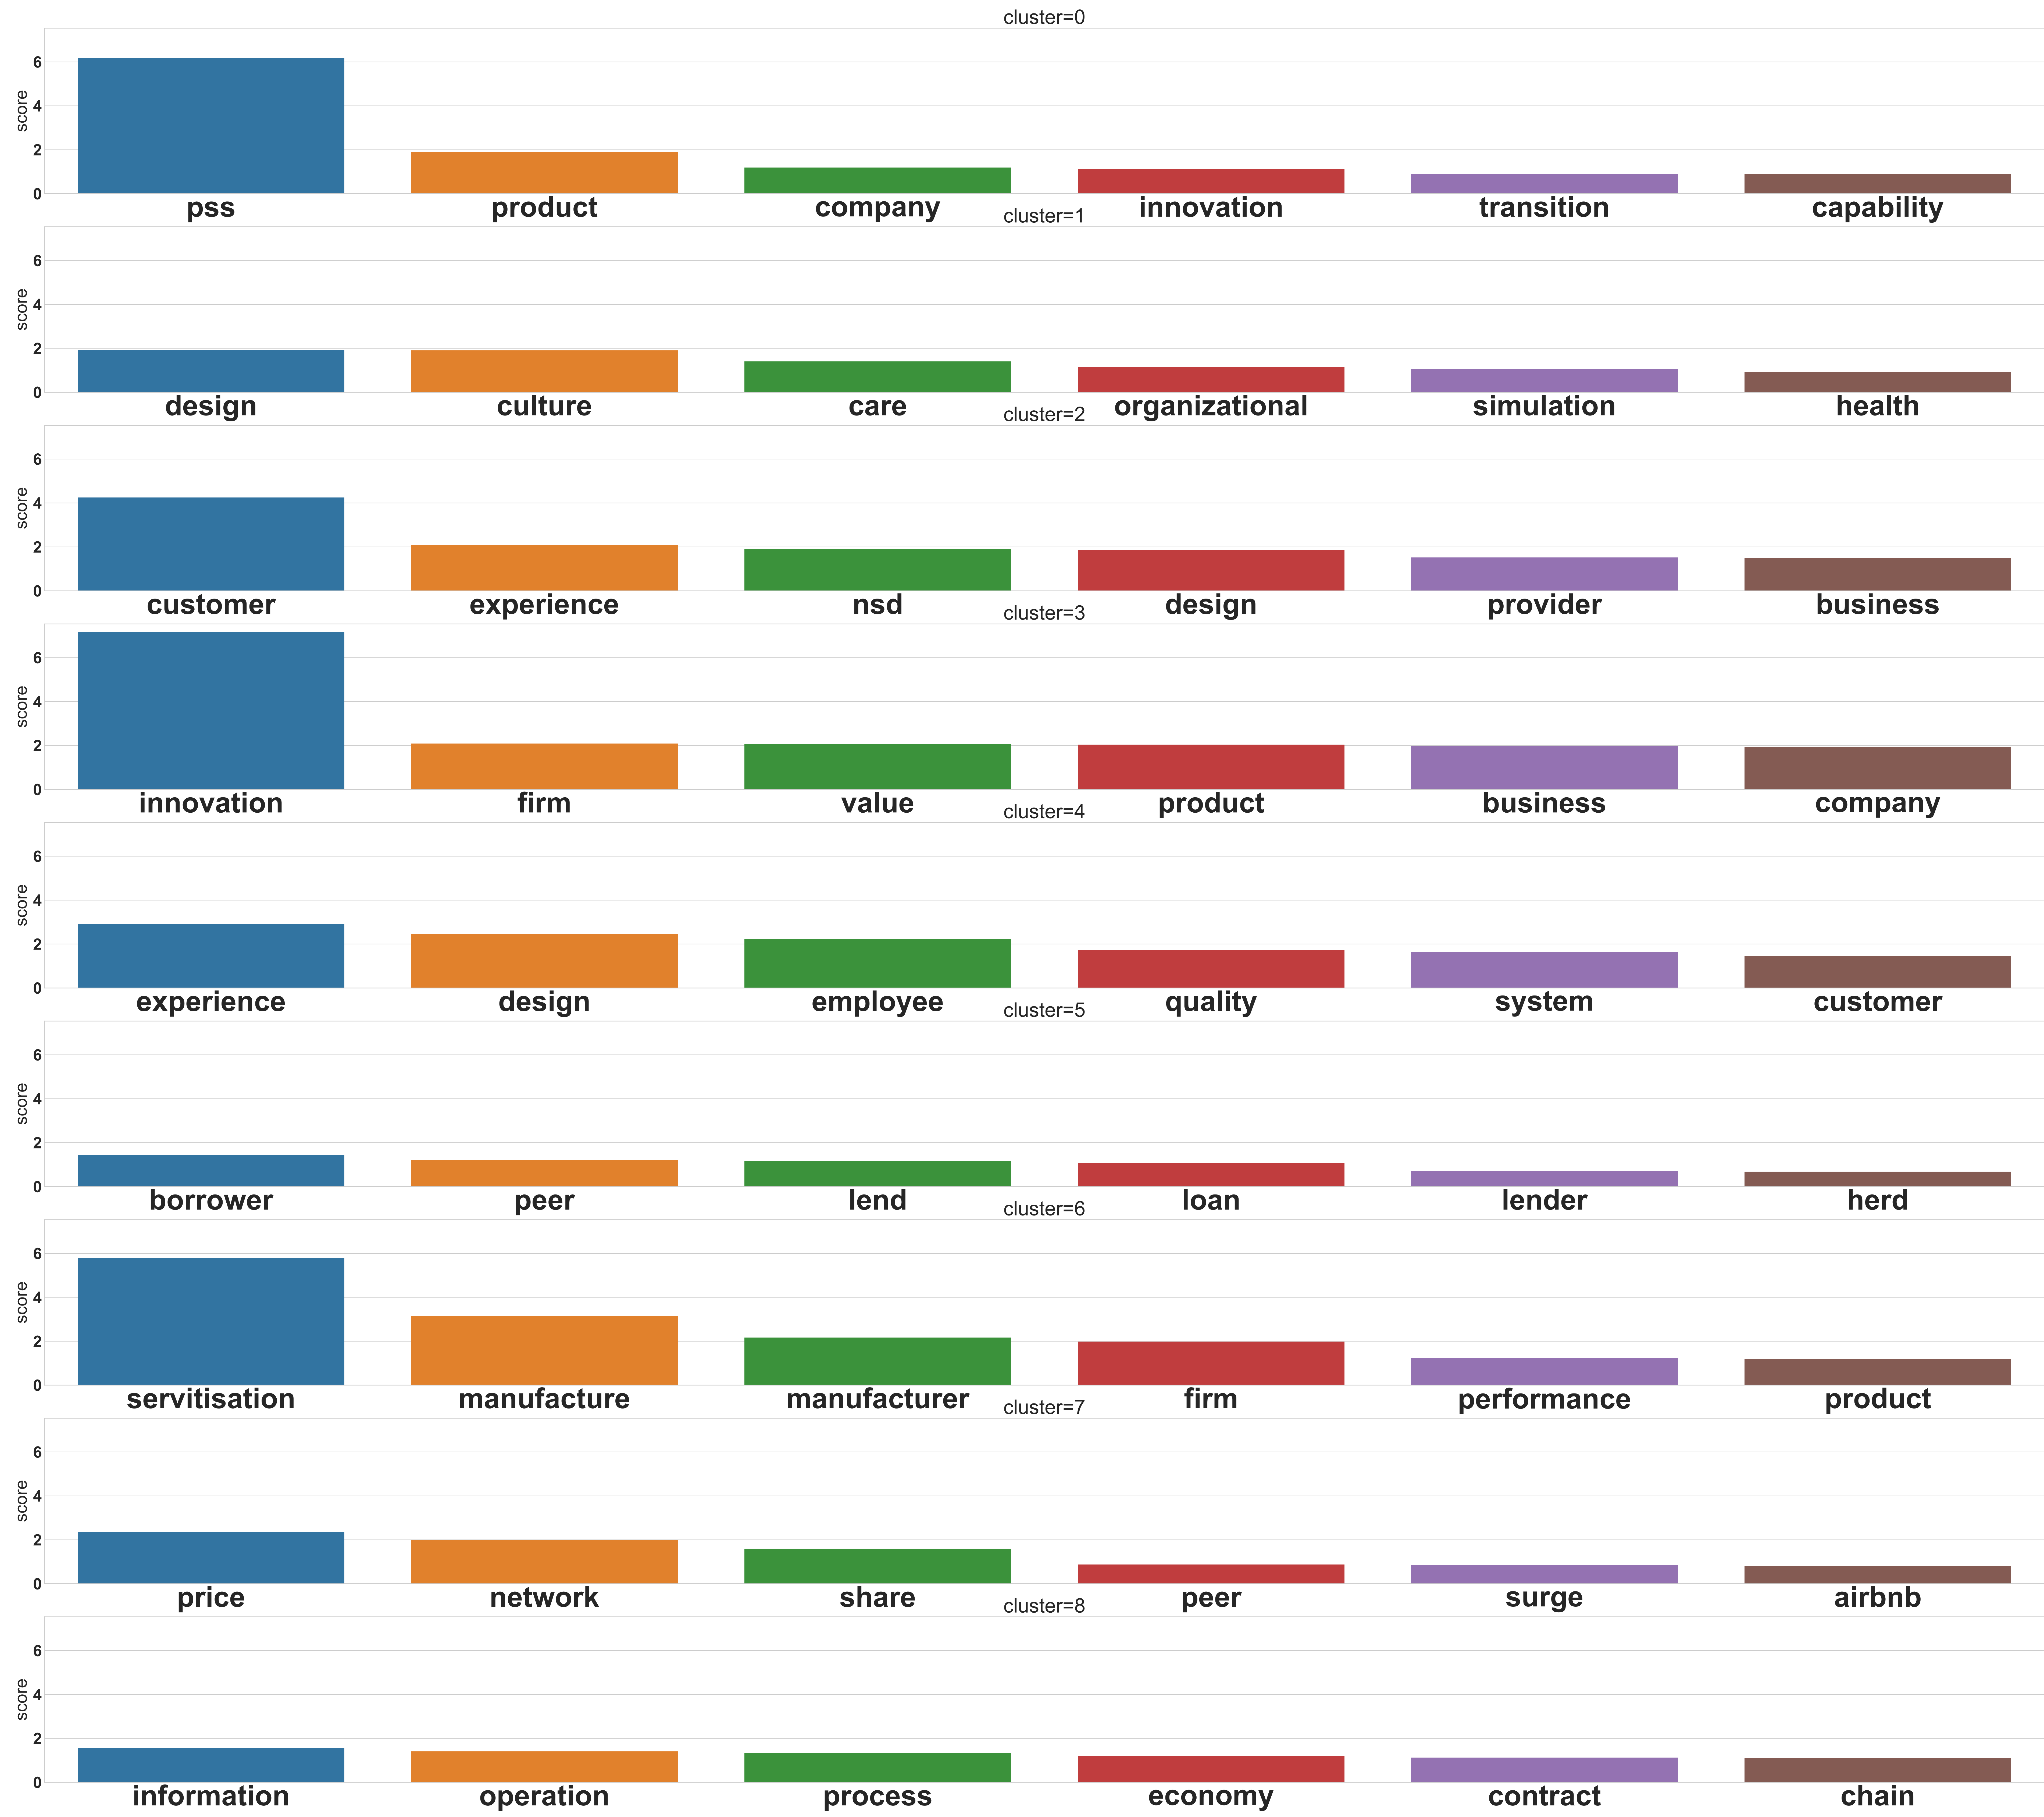 cluster=0
6
4
2
0
score
pss product company innovation transition capability
cluster=1
6
4
2
0
score
design culture care organizational simulation health
cluster=2
6
4
2
0
score
customer experience nsd design provider business
cluster=3
6
4
2
0
score
innovation firm value product business company
cluster=4
6
4
2
0
score
experience design employee quality system customer
cluster=5
6
4
2
0
score
borrower peer lend loan lender herd
cluster=6
6
4
2
0
score
servitisation manufacture manufacturer firm performance product
cluster=7
6
4
2
0
score
price network share peer surge airbnb
cluster=8
6
4
2
0
score
information operation process economy contract chain